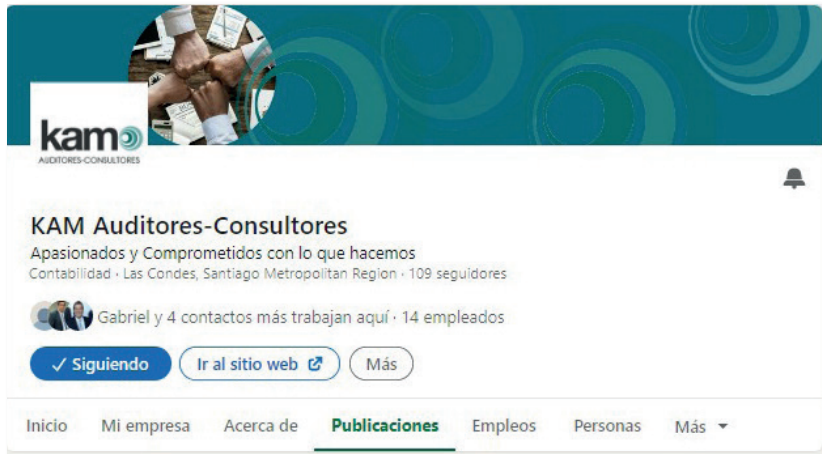 kam
AUDITORES-CONSULTORES
KAM Auditores-Consultores
Apasionados y Comprometidos con lo que hacemos
Contabilidad · Las Condes, Santiago Metropolitan Region · 109 seguidores
Gabriel y 4 contactos más trabajan aquí · 14 empleados
Siguiendo Ir al sitio web Más
Inicio Mi empresa Acerca de Publicaciones Empleos Personas Más